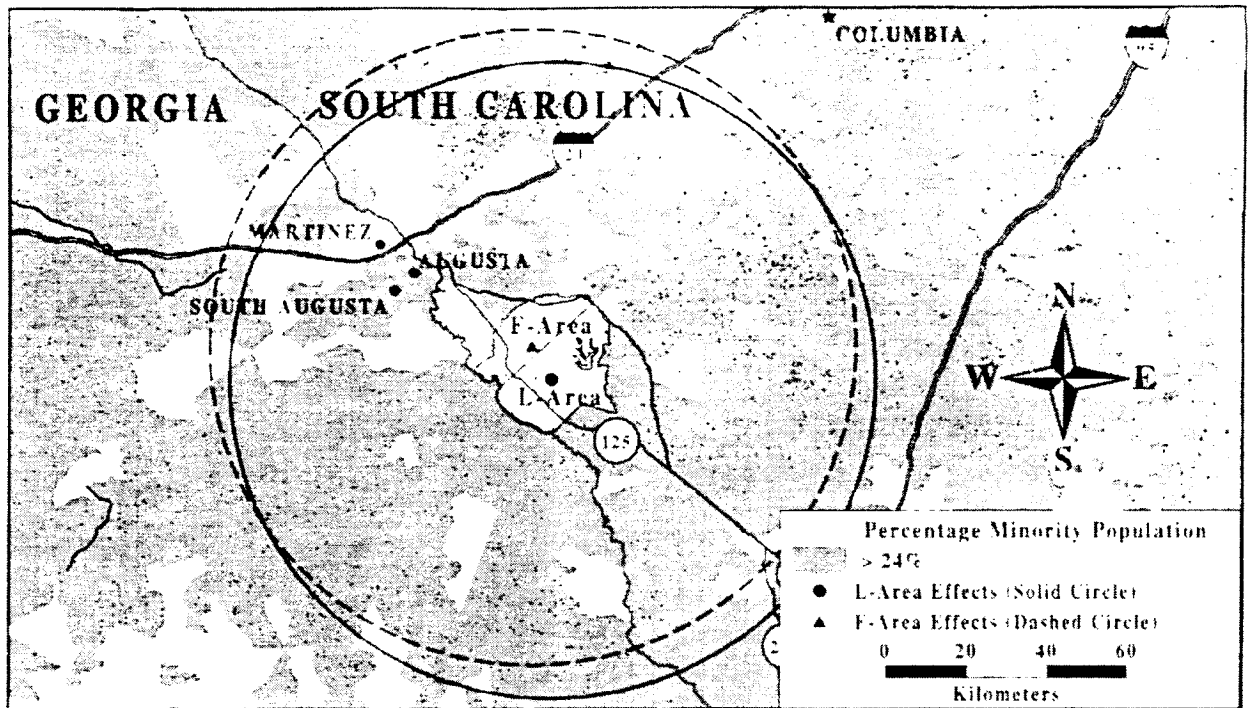 COLUMBIA
GEORGIA
SOUTH CAROLINA
MARTINEZ
AUGUSTA
SOUTH AUGUSTA
F-Area
L-Area
125
N
W
E
S
Percentage Minority Population
> 24%
L-Area Effects (Solid Circle)
F-Area Effects (Dashed Circle)
0 20 40 60
Kilometers